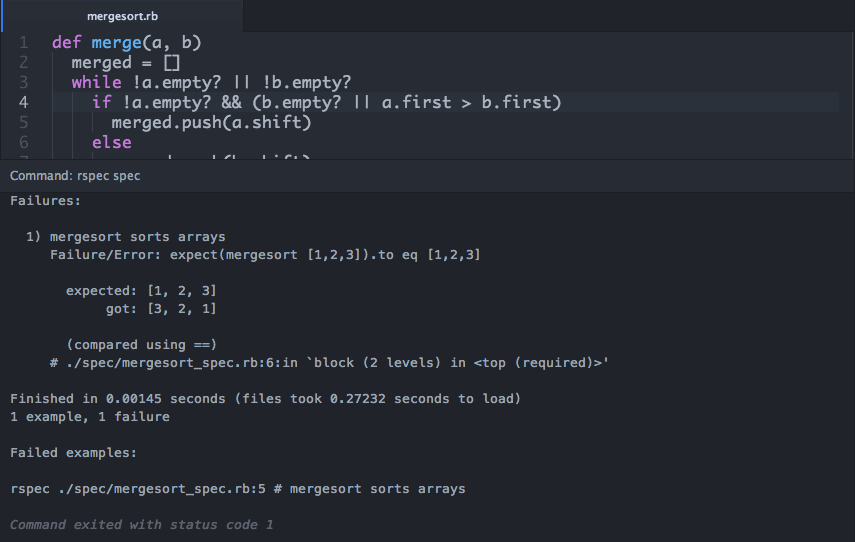 mergesort.rb
1 def merge(a, b)
2 merged = []
3 while !a.empty? || !b.empty?
4 if !a.empty? && (b.empty? || a.first > b.first)
5 merged.push(a.shift)
6 else
Command: rspec spec
Failures:
1) mergesort sorts arrays
Failure/Error: expect(mergesort [1,2,3]).to eq [1,2,3]
expected: [1, 2, 3]
got: [3, 2, 1]
(compared using ==)
# ./spec/mergesort_spec.rb:6:in `block (2 levels) in <top (required)>'
Finished in 0.00145 seconds (files took 0.27232 seconds to load)
1 example, 1 failure
Failed examples:
rspec ./spec/mergesort_spec.rb:5 # mergesort sorts arrays
Command exited with status code 1